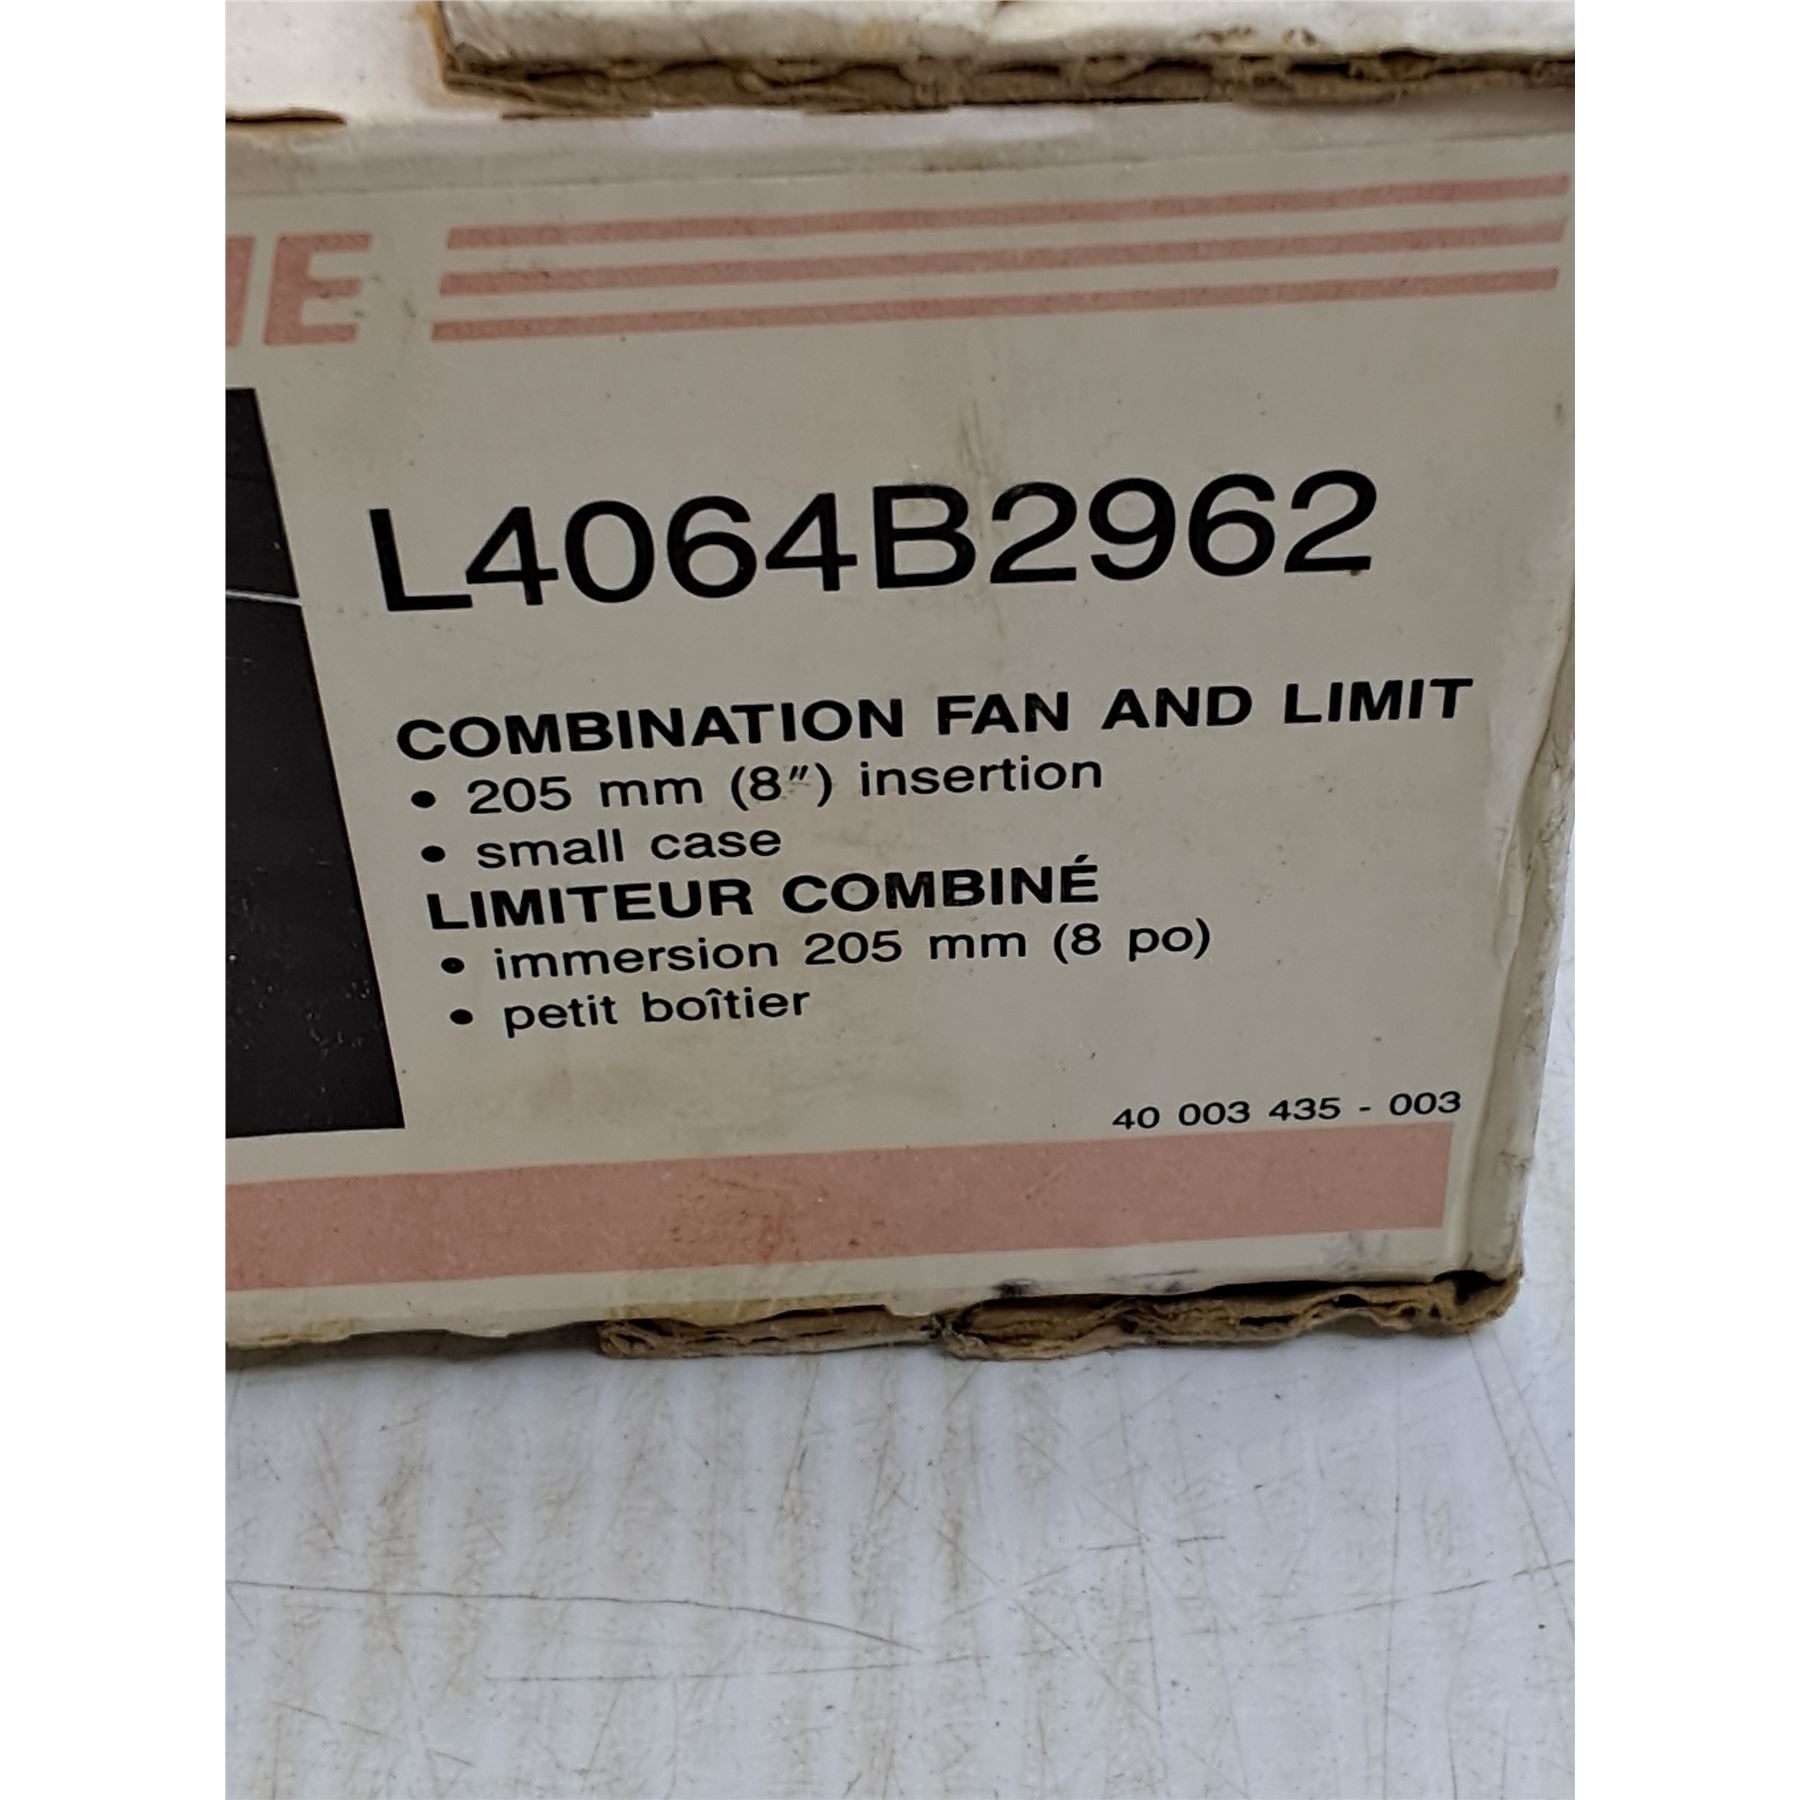 L4064B2962
COMBINATION FAN AND LIMIT
• 205 mm (8″) insertion
• small case
LIMITEUR COMBINÉ
• immersion 205 mm (8 po)
• petit boîtier
40 003 435 - 003